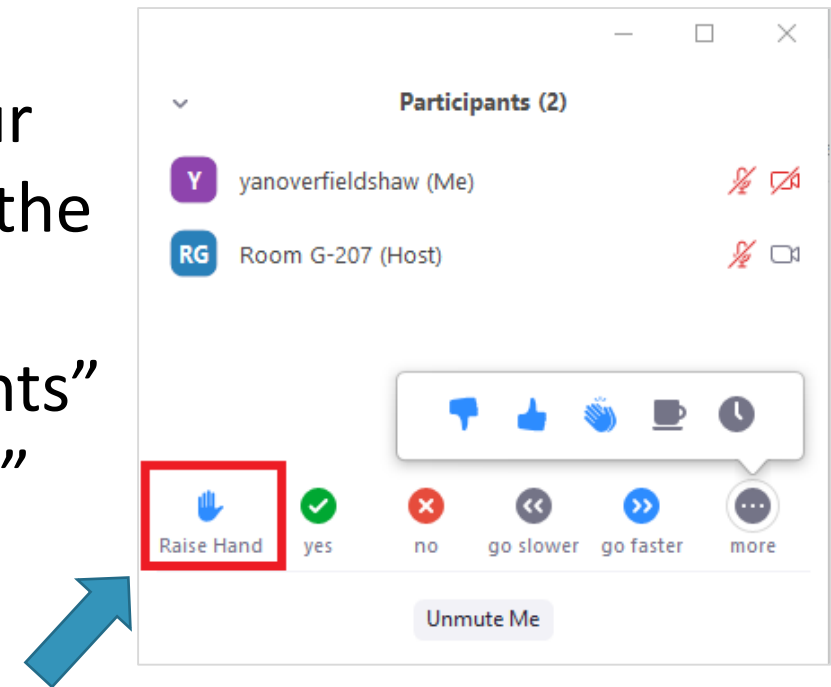 ur
the
nts”
”
Participants (2)
Y yanoverfieldshaw (Me)
RG Room G-207 (Host)
Raise Hand yes no go slower go faster more
Unmute Me